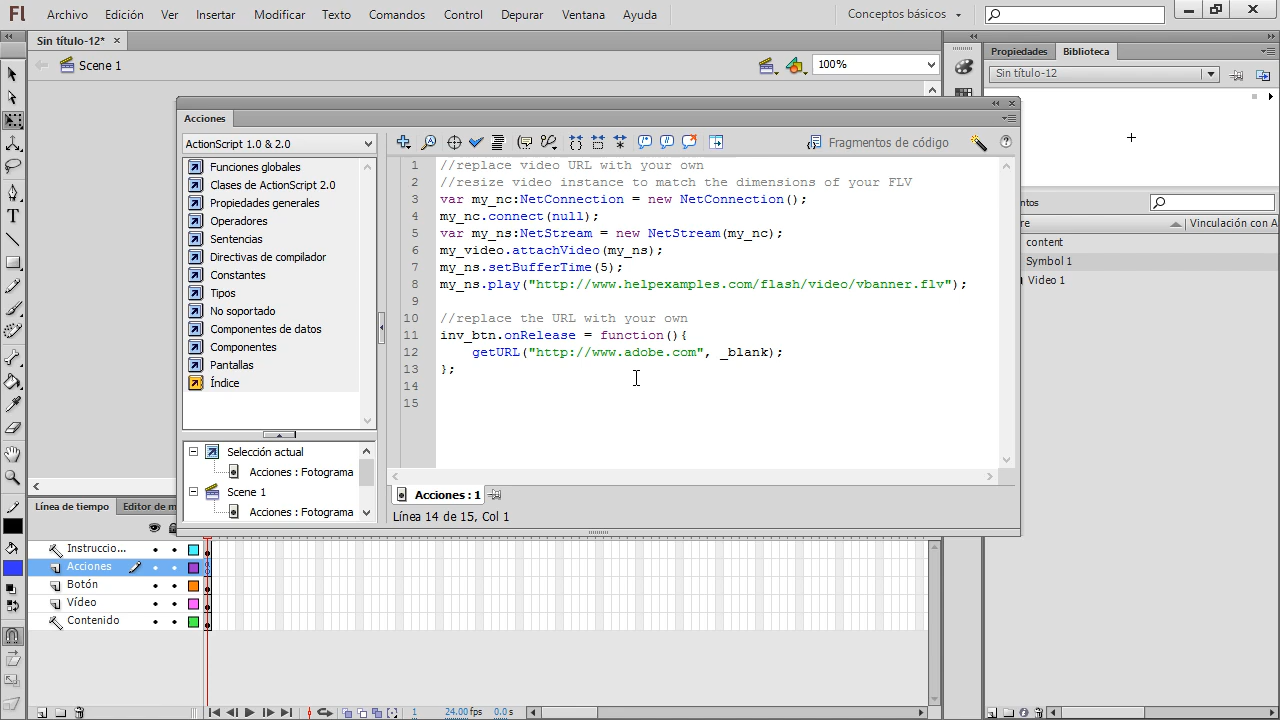 Fl Archivo Edición Ver Insertar Modificar Texto Comandos Control Depurar Ventana Ayuda Conceptos básicos
Sin título-12* ×
Scene 1 100%
Propiedades Biblioteca
Sin título-12
Acciones
ActionScript 1.0 & 2.0
Fragmentos de código
Funciones globales
Clases de ActionScript 2.0
Propiedades generales
Operadores
Sentencias
Directivas de compilador
Constantes
Tipos
No soportado
Componentes de datos
Componentes
Pantallas
Índice
Selección actual
Acciones : Fotograma
Scene 1
Acciones : Fotograma
1 //replace video URL with your own
2 //resize video instance to match the dimensions of your FLV
3 var my_nc:NetConnection = new NetConnection();
4 my_nc.connect(null);
5 var my_ns:NetStream = new NetStream(my_nc);
6 my_video.attachVideo(my_ns);
7 my_ns.setBufferTime(5);
8 my_ns.play("http://www.helpexamples.com/flash/video/vbanner.flv");
9
10 //replace the URL with your own
11 inv_btn.onRelease = function(){
12 getURL("http://www.adobe.com", _blank);
13 };
14
15
Acciones : 1
Línea 14 de 15, Col 1
ntos
re Vinculación con A
content
Symbol 1
Video 1
Línea de tiempo Editor de m
Instruccio...
Acciones
Botón
Vídeo
Contenido
1 24.00 fps 0.0 s